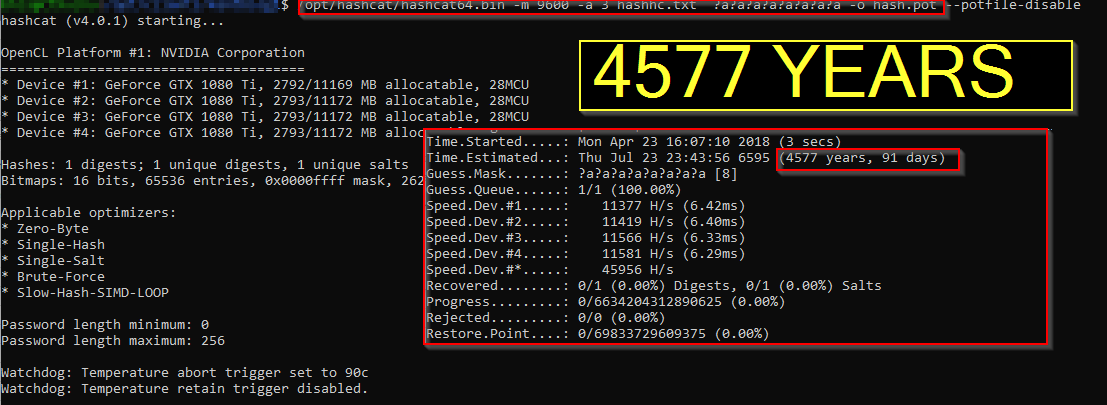 $ /opt/hashcat/hashcat64.bin -m 9600 -a 3 hashhc.txt ?a?a?a?a?a?a?a?a -o hash.pot --potfile-disable
hashcat (v4.0.1) starting...
OpenCL Platform #1: NVIDIA Corporation
======================================
* Device #1: GeForce GTX 1080 Ti, 2792/11169 MB allocatable, 28MCU
* Device #2: GeForce GTX 1080 Ti, 2793/11172 MB allocatable, 28MCU
* Device #3: GeForce GTX 1080 Ti, 2793/11172 MB allocatable, 28MCU
* Device #4: GeForce GTX 1080 Ti, 2793/11172 MB alloca
4577 YEARS
Hashes: 1 digests; 1 unique digests, 1 unique salts
Bitmaps: 16 bits, 65536 entries, 0x0000ffff mask, 262
Applicable optimizers:
* Zero-Byte
* Single-Hash
* Single-Salt
* Brute-Force
* Slow-Hash-SIMD-LOOP
Password length minimum: 0
Password length maximum: 256
Watchdog: Temperature abort trigger set to 90c
Watchdog: Temperature retain trigger disabled.
Time.Started.....: Mon Apr 23 16:07:10 2018 (3 secs)
Time.Estimated...: Thu Jul 23 23:43:56 6595 (4577 years, 91 days)
Guess.Mask.......: ?a?a?a?a?a?a?a?a [8]
Guess.Queue......: 1/1 (100.00%)
Speed.Dev.#1.....: 11377 H/s (6.42ms)
Speed.Dev.#2.....: 11419 H/s (6.40ms)
Speed.Dev.#3.....: 11566 H/s (6.33ms)
Speed.Dev.#4.....: 11581 H/s (6.29ms)
Speed.Dev.#*.....: 45956 H/s
Recovered........: 0/1 (0.00%) Digests, 0/1 (0.00%) Salts
Progress.........: 0/6634204312890625 (0.00%)
Rejected.........: 0/0 (0.00%)
Restore.Point....: 0/69833729609375 (0.00%)